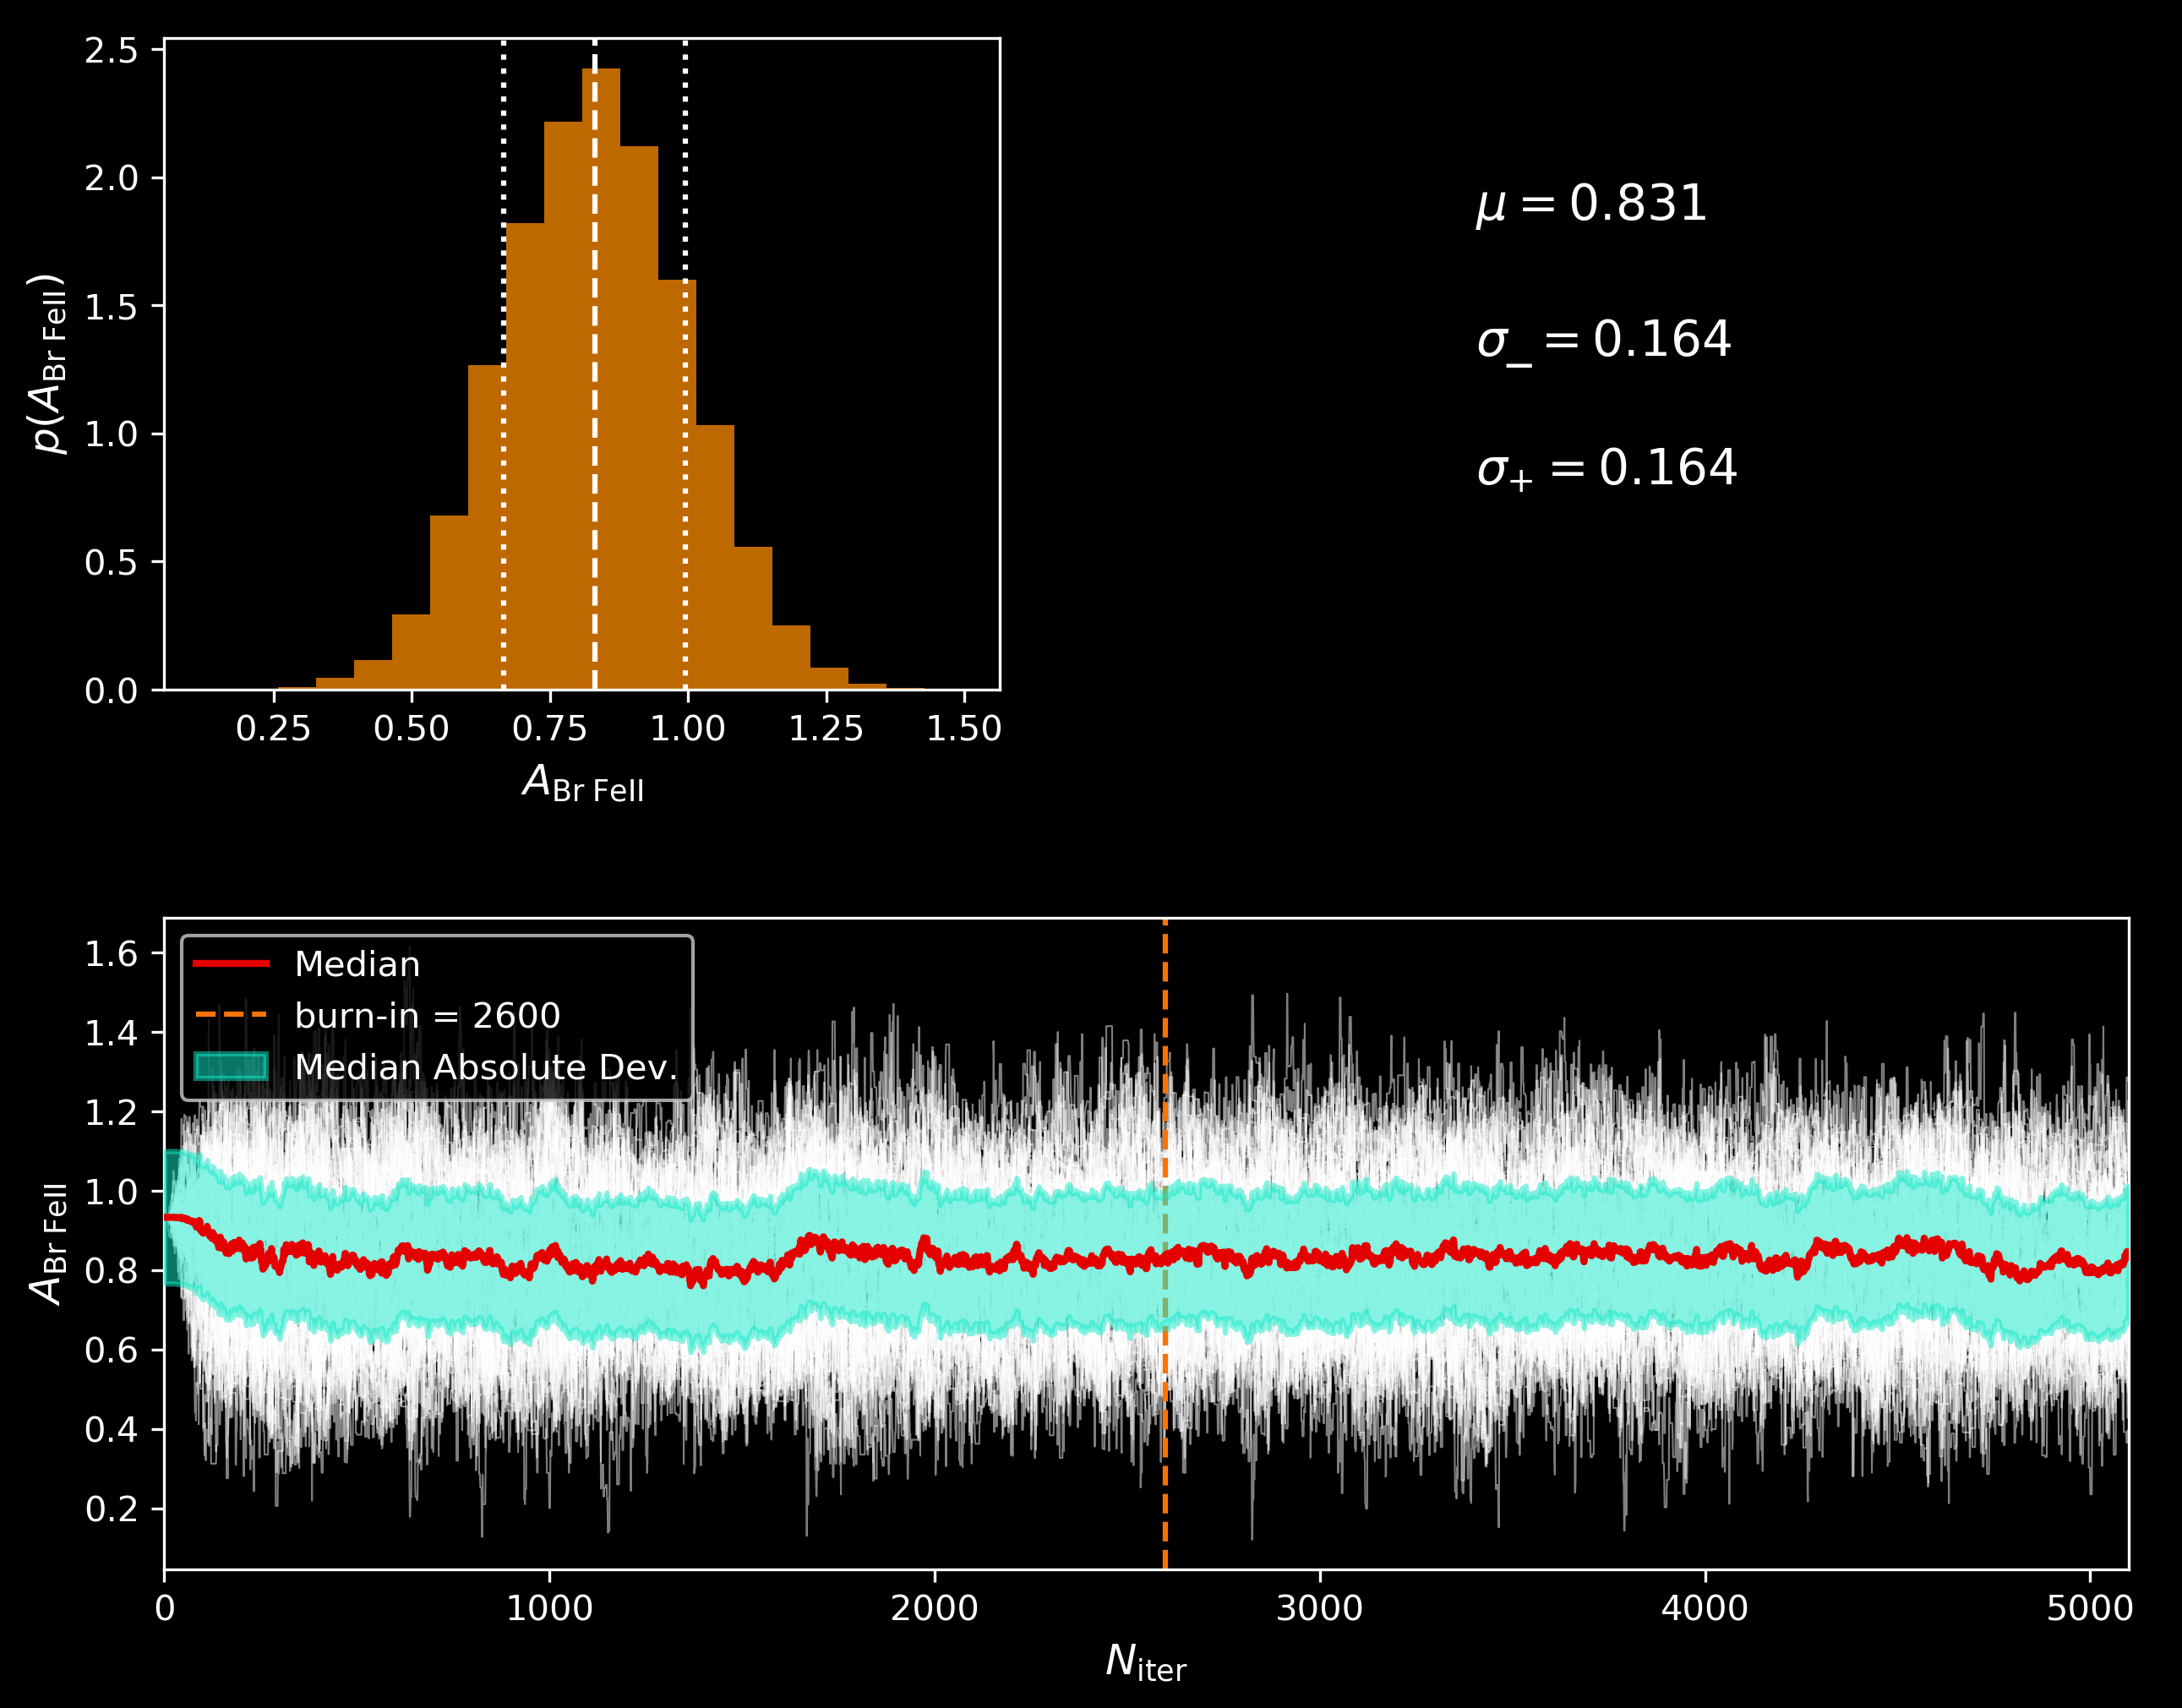 2.5
2.0
1.5
1.0
0.5
0.0
p(A_Br FeII)
0.25 0.50 0.75 1.00 1.25 1.50
A_Br FeII
μ = 0.831
σ_− = 0.164
σ_+ = 0.164
Median
burn-in = 2600
Median Absolute Dev.
1.6
1.4
1.2
1.0
0.8
0.6
0.4
0.2
A_Br FeII
0 1000 2000 3000 4000 5000
N_iter